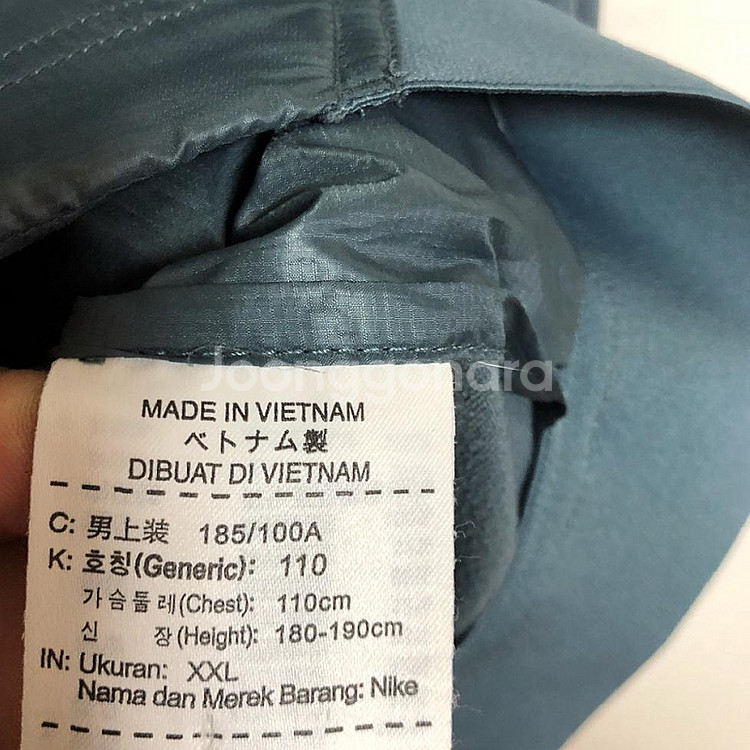 Joonggonara
MADE IN VIETNAM
ベトナム製
DIBUAT DI VIETNAM
C: 男上装 185/100A
K: 호칭(Generic): 110
가슴둘레(Chest): 110cm
신 장(Height): 180-190cm
IN: Ukuran: XXL
Nama dan Merek Barang: Nike